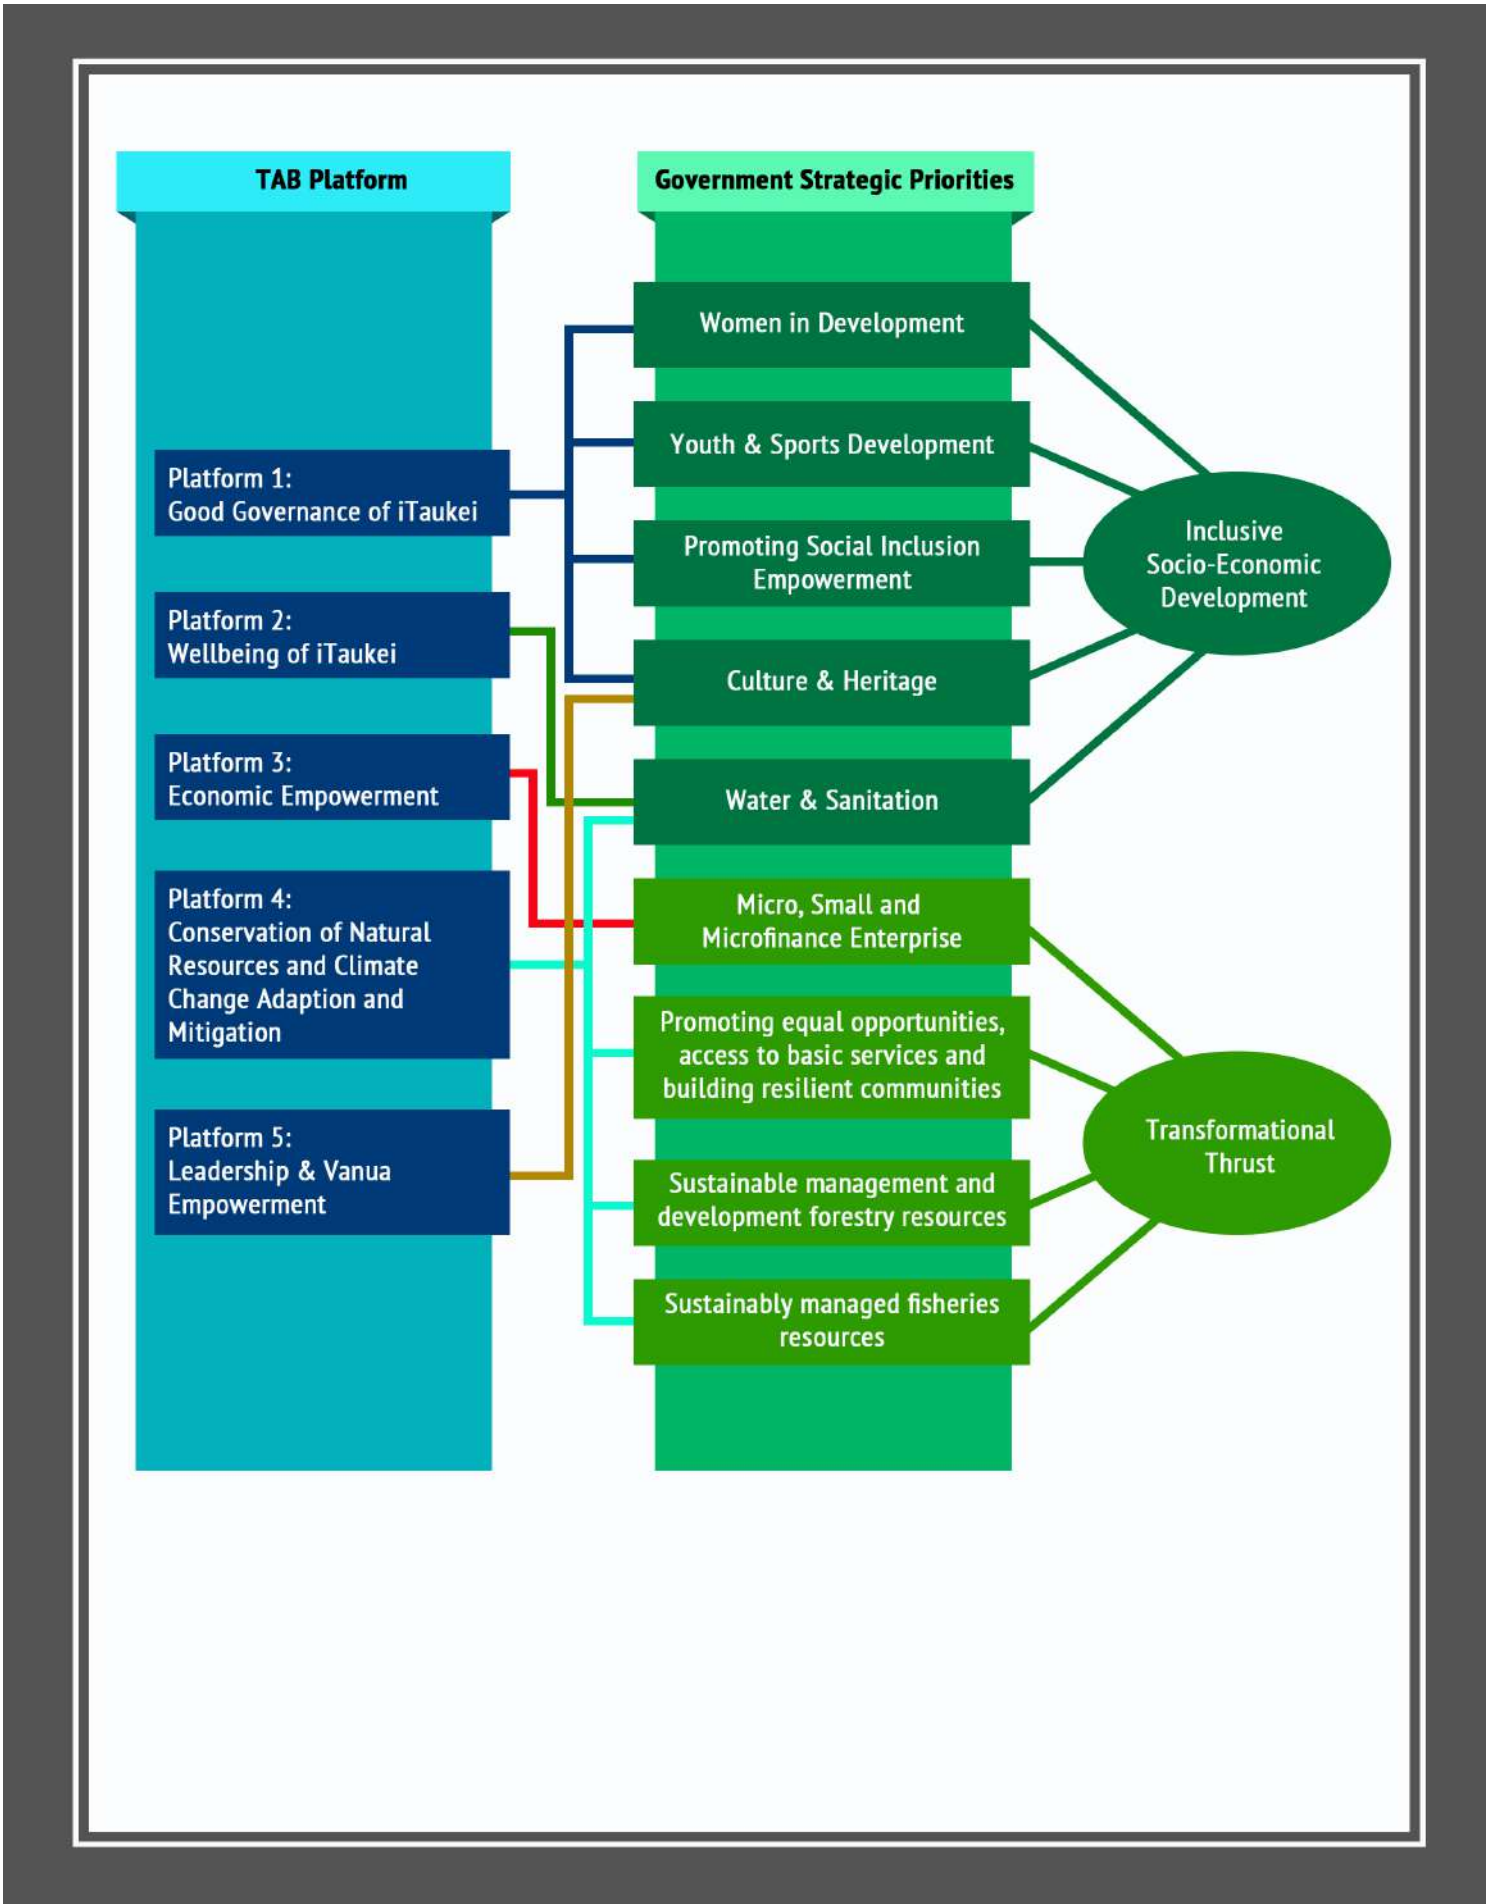 TAB Platform
Platform 1:
Good Governance of iTaukei
Platform 2:
Wellbeing of iTaukei
Platform 3:
Economic Empowerment
Platform 4:
Conservation of Natural
Resources and Climate
Change Adaption and
Mitigation
Platform 5:
Leadership & Vanua
Empowerment
Government Strategic Priorities
Women in Development
Youth & Sports Development
Promoting Social Inclusion
Empowerment
Culture & Heritage
Water & Sanitation
Micro, Small and
Microfinance Enterprise
Promoting equal opportunities,
access to basic services and
building resilient communities
Sustainable management and
development forestry resources
Sustainably managed fisheries
resources
Inclusive
Socio-Economic
Development
Transformational
Thrust